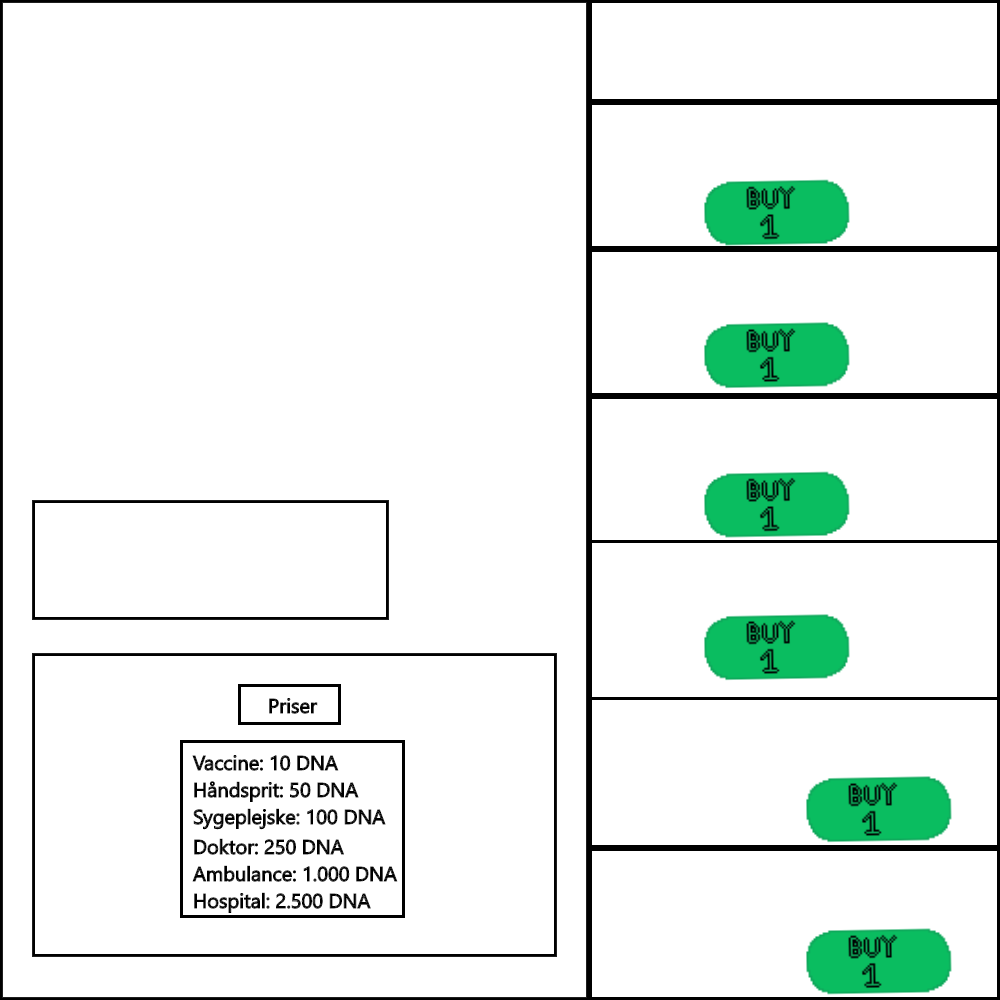 BUY
1
BUY
1
BUY
1
BUY
1
Priser
Vaccine: 10 DNA
Håndsprit: 50 DNA
Sygeplejske: 100 DNA
Doktor: 250 DNA
Ambulance: 1.000 DNA
Hospital: 2.500 DNA
BUY
1
BUY
1